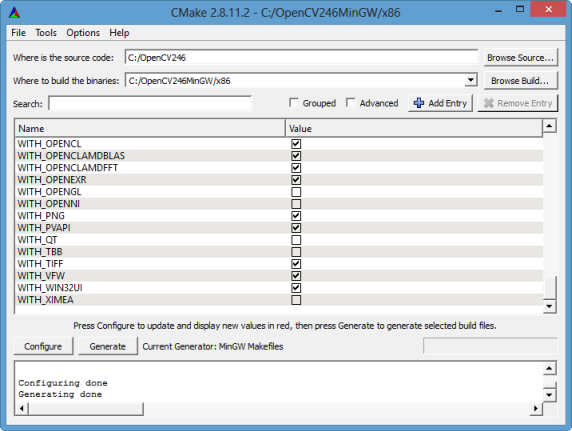 CMake 2.8.11.2 - C:/OpenCV246MinGW/x86
File Tools Options Help
Where is the source code: C:/OpenCV246 Browse Source...
Where to build the binaries: C:/OpenCV246MinGW/x86 Browse Build...
Search: Grouped Advanced Add Entry Remove Entry
Name Value
WITH_OPENCL
WITH_OPENCLAMDBLAS
WITH_OPENCLAMDFFT
WITH_OPENEXR
WITH_OPENGL
WITH_OPENNI
WITH_PNG
WITH_PVAPI
WITH_QT
WITH_TBB
WITH_TIFF
WITH_VFW
WITH_WIN32UI
WITH_XIMEA
Press Configure to update and display new values in red, then press Generate to generate selected build files.
Configure Generate Current Generator: MinGW Makefiles
Configuring done
Generating done